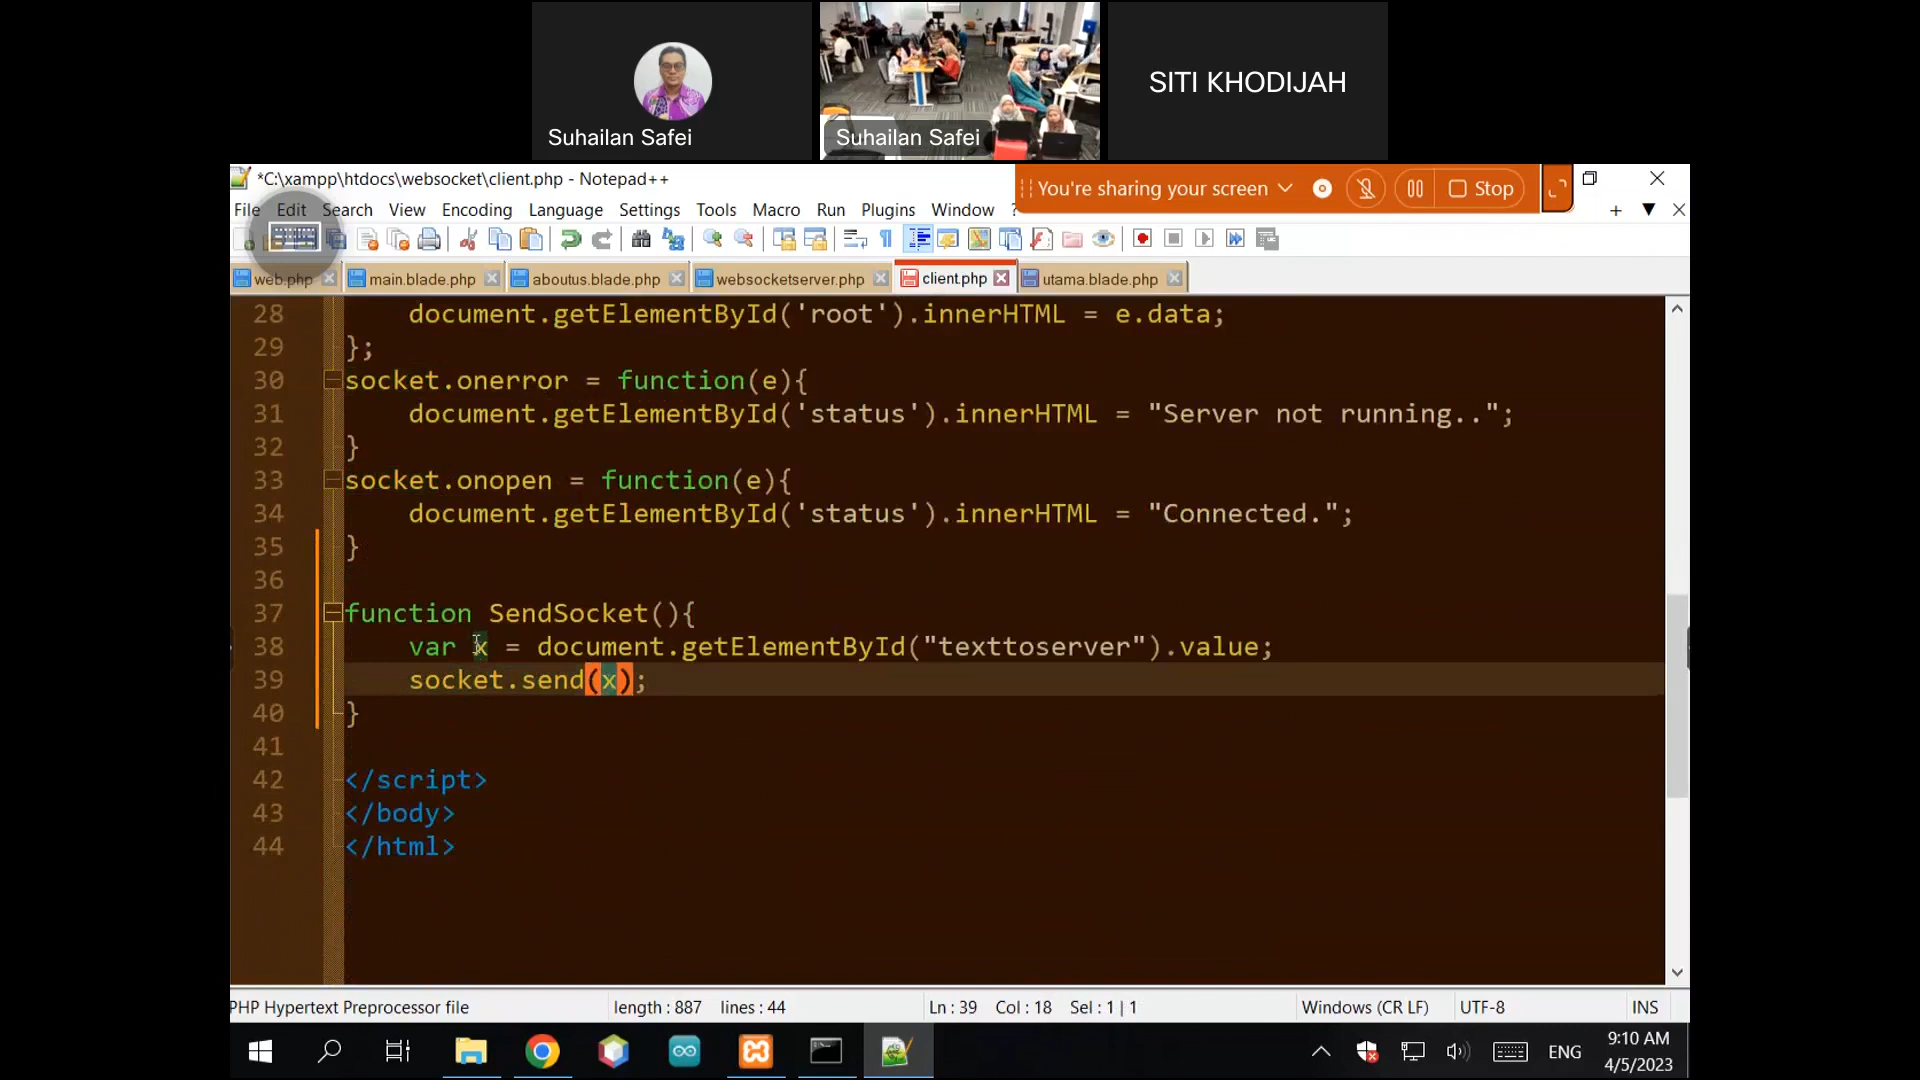 Suhailan Safei
Suhailan Safei
SITI KHODIJAH
*C:\xampp\htdocs\websocket\client.php - Notepad++
You're sharing your screen
Stop
File Edit Search View Encoding Language Settings Tools Macro Run Plugins Window ?
web.php main.blade.php aboutus.blade.php websocketserver.php client.php utama.blade.php
28 document.getElementById('root').innerHTML = e.data;
29 };
30 socket.onerror = function(e){
31 document.getElementById('status').innerHTML = "Server not running..";
32 }
33 socket.onopen = function(e){
34 document.getElementById('status').innerHTML = "Connected.";
35 }
36
37 function SendSocket(){
38 var x = document.getElementById("texttoserver").value;
39 socket.send(x);
40 }
41
42 </script>
43 </body>
44 </html>
PHP Hypertext Preprocessor file length : 887 lines : 44 Ln : 39 Col : 18 Sel : 1 | 1 Windows (CR LF) UTF-8 INS
ENG
9:10 AM
4/5/2023